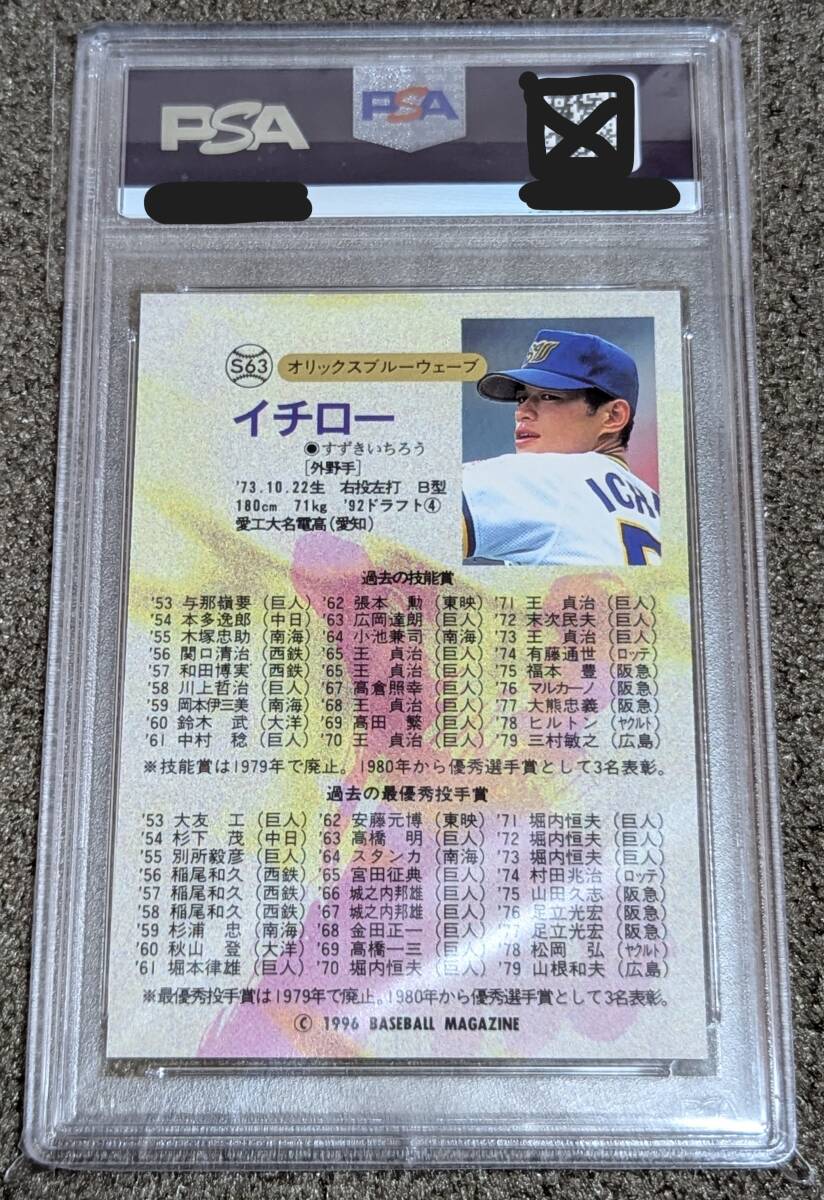 PSA
PSA
S63 オリックスブルーウェーブ
イチロー
●すずきいちろう
[外野手]
'73.10.22生 右投左打 B型
180cm 71kg '92ドラフト④
愛工大名電高(愛知)
ICH
過去の技能賞
'53 与那嶺要 (巨人) '62 張本 勲 (東映) '71 王 貞治 (巨人)
'54 本多逸郎 (中日) '63 広岡達朗 (巨人) '72 末次民夫 (巨人)
'55 木塚忠助 (南海) '64 小池兼司 (南海) '73 王 貞治 (巨人)
'56 関口清治 (西鉄) '65 王 貞治 (巨人) '74 有藤通世 (ロッテ)
'57 和田博実 (西鉄) '65 王 貞治 (巨人) '75 福本 豊 (阪急)
'58 川上哲治 (巨人) '67 高倉照幸 (巨人) '76 マルカーノ (阪急)
'59 岡本伊三美 (南海) '68 王 貞治 (巨人) '77 大熊忠義 (阪急)
'60 鈴木 武 (大洋) '69 高田 繁 (巨人) '78 ヒルトン (ヤクルト)
'61 中村 稔 (巨人) '70 王 貞治 (巨人) '79 三村敏之 (広島)
※技能賞は1979年で廃止。1980年から優秀選手賞として3名表彰。
過去の最優秀投手賞
'53 大友 工 (巨人) '62 安藤元博 (東映) '71 堀内恒夫 (巨人)
'54 杉下 茂 (中日) '63 高橋 明 (巨人) '72 堀内恒夫 (巨人)
'55 別所毅彦 (巨人) '64 スタンカ (南海) '73 堀内恒夫 (巨人)
'56 稲尾和久 (西鉄) '65 宮田征典 (巨人) '74 村田兆治 (ロッテ)
'57 稲尾和久 (西鉄) '66 城之内邦雄 (巨人) '75 山田久志 (阪急)
'58 稲尾和久 (西鉄) '67 城之内邦雄 (巨人) '76 足立光宏 (阪急)
'59 杉浦 忠 (南海) '68 金田正一 (巨人) '77 足立光宏 (阪急)
'60 秋山 登 (大洋) '69 高橋一三 (巨人) '78 松岡 弘 (ヤクルト)
'61 堀本律雄 (巨人) '70 堀内恒夫 (巨人) '79 山根和夫 (広島)
※最優秀投手賞は1979年で廃止。1980年から優秀選手賞として3名表彰。
© 1996 BASEBALL MAGAZINE